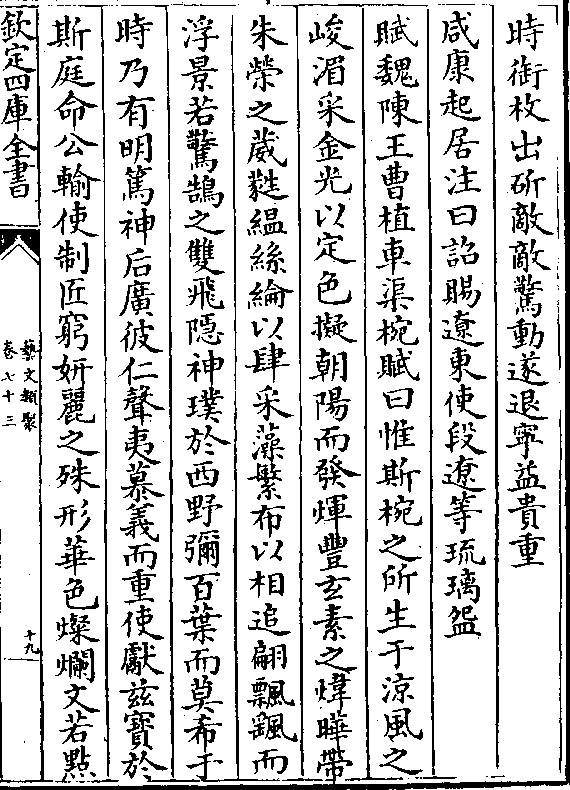 時銜枚出斫敵敵驚動遂退寧益貴重
咸康起居注曰詔賜遼東使段遼等琉璃盌
賦魏陳王曹植車渠椀賦曰惟斯椀之所生于涼風之
峻湄采金光以定色擬朝陽而發煇豐玄素之煒曄帶
朱榮之葳蕤縕絲綸以肆采藻繁布以相追翩飄颻而
浮景若驚鵠之雙飛隱神璞於西野彌百葉而莫希于
時乃有明篤神后廣彼仁聲夷慕義而重使獻茲寶於
斯庭命公輸使制匠窮妍麗之殊形華色燦爛文若點
欽定四庫全書
藝文類聚
卷七十三
十九